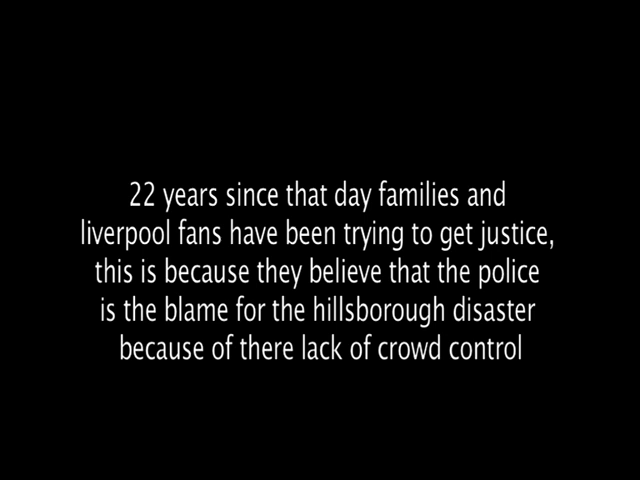 22 years since that day families and
liverpool fans have been trying to get justice,
this is because they believe that the police
is the blame for the hillsborough disaster
because of there lack of crowd control